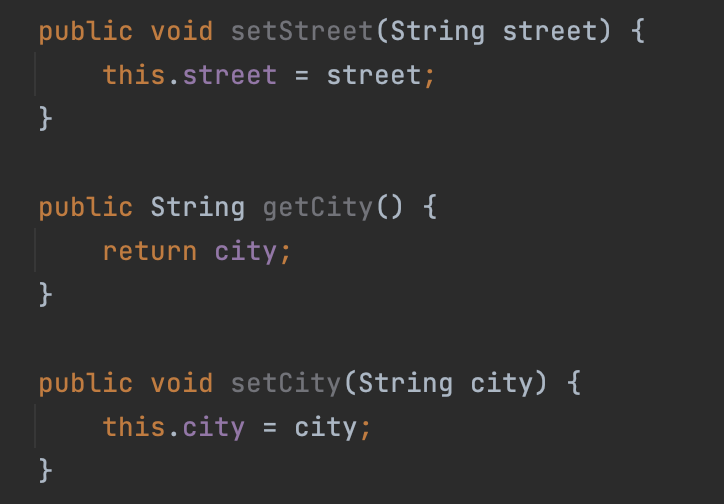 public void setStreet(String street) {
    this.street = street;
}
public String getCity() {
    return city;
}
public void setCity(String city) {
    this.city = city;
}